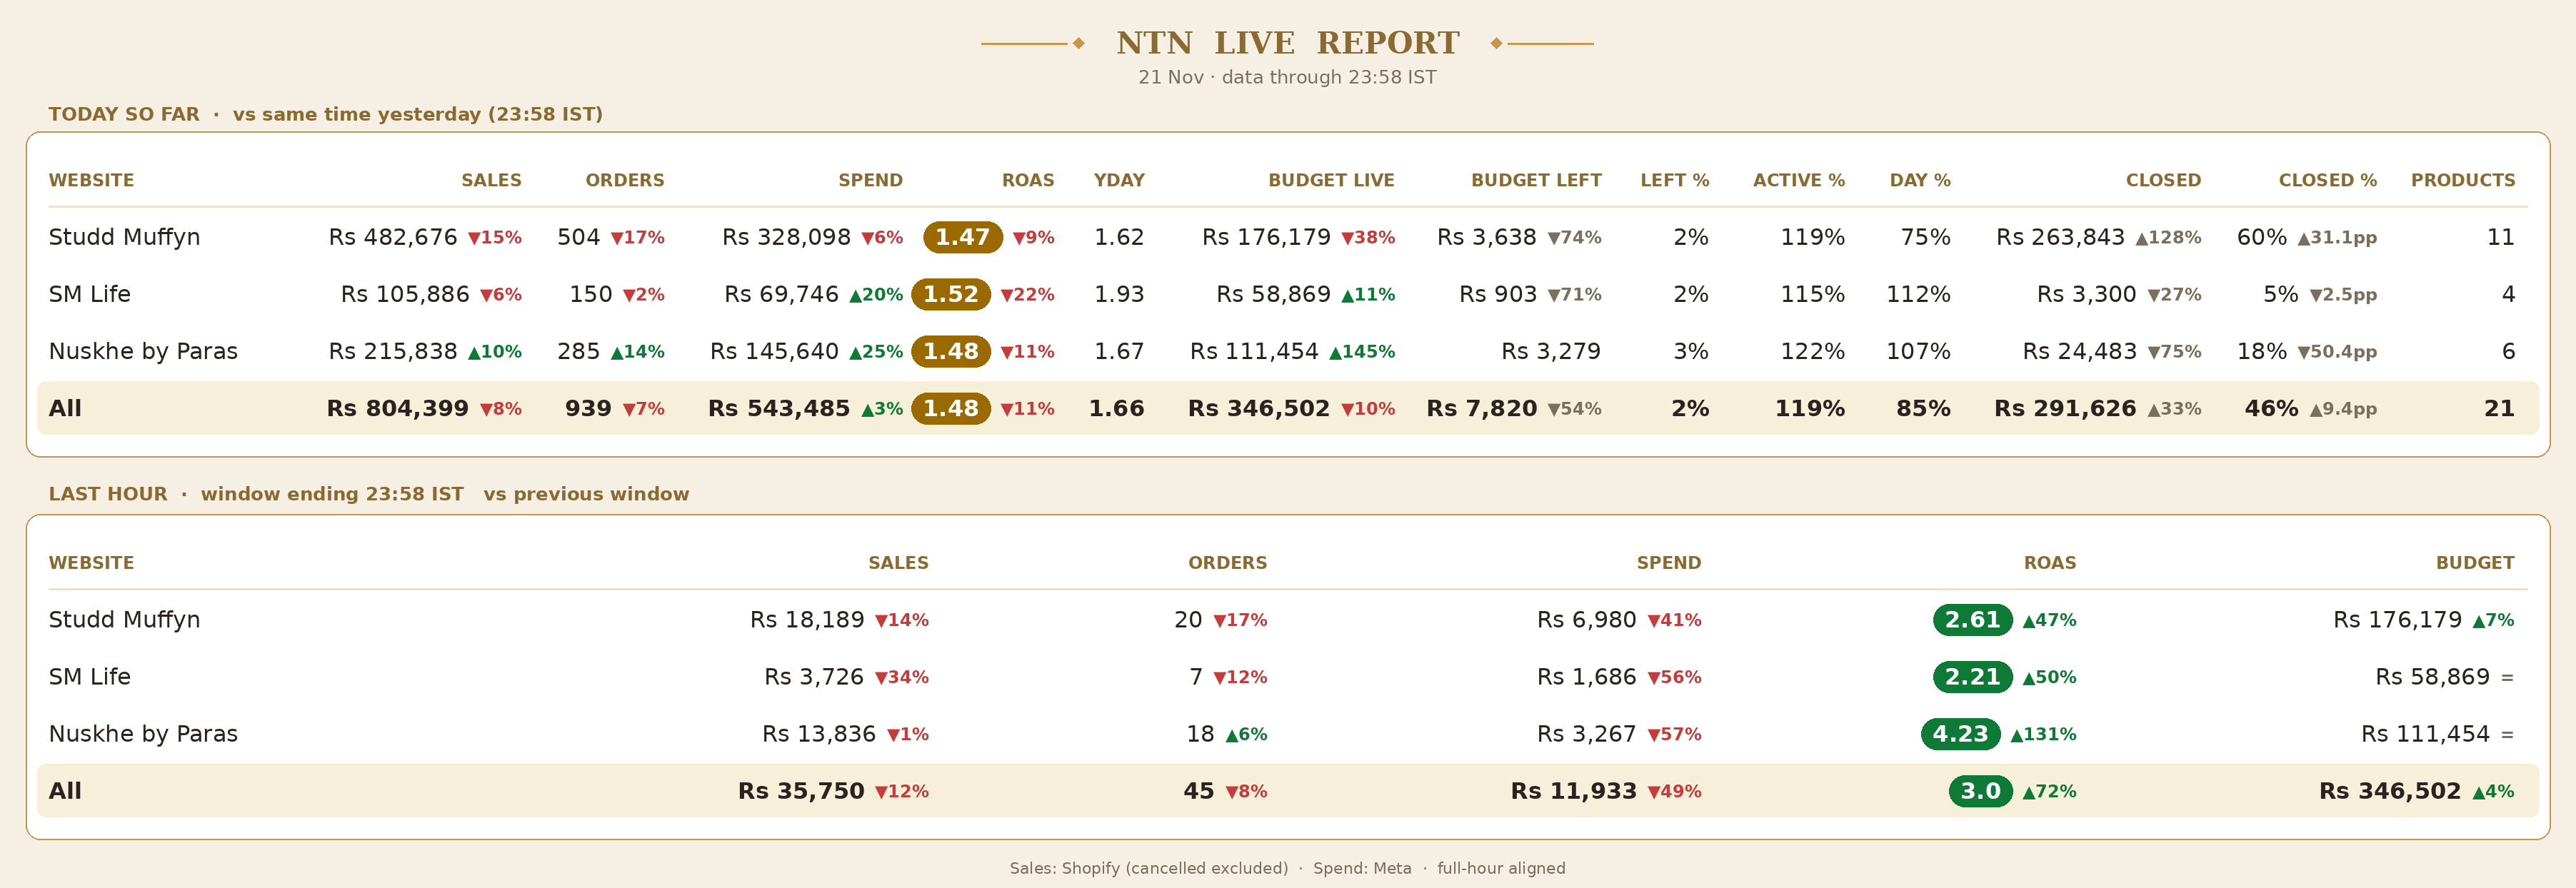 NTN LIVE REPORT
21 Nov · data through 23:58 IST
TODAY SO FAR · vs same time yesterday (23:58 IST)
WEBSITE SALES ORDERS SPEND ROAS YDAY BUDGET LIVE BUDGET LEFT LEFT % ACTIVE % DAY % CLOSED CLOSED % PRODUCTS
Studd Muffyn Rs 482,676 ▼15% 504 ▼17% Rs 328,098 ▼6% 1.47 ▼9% 1.62 Rs 176,179 ▼38% Rs 3,638 ▼74% 2% 119% 75% Rs 263,843 ▲128% 60% ▲31.1pp 11
SM Life Rs 105,886 ▼6% 150 ▼2% Rs 69,746 ▲20% 1.52 ▼22% 1.93 Rs 58,869 ▲11% Rs 903 ▼71% 2% 115% 112% Rs 3,300 ▼27% 5% ▼2.5pp 4
Nuskhe by Paras Rs 215,838 ▲10% 285 ▲14% Rs 145,640 ▲25% 1.48 ▼11% 1.67 Rs 111,454 ▲145% Rs 3,279 3% 122% 107% Rs 24,483 ▼75% 18% ▼50.4pp 6
All Rs 804,399 ▼8% 939 ▼7% Rs 543,485 ▲3% 1.48 ▼11% 1.66 Rs 346,502 ▼10% Rs 7,820 ▼54% 2% 119% 85% Rs 291,626 ▲33% 46% ▲9.4pp 21
LAST HOUR · window ending 23:58 IST vs previous window
WEBSITE SALES ORDERS SPEND ROAS BUDGET
Studd Muffyn Rs 18,189 ▼14% 20 ▼17% Rs 6,980 ▼41% 2.61 ▲47% Rs 176,179 ▲7%
SM Life Rs 3,726 ▼34% 7 ▼12% Rs 1,686 ▼56% 2.21 ▲50% Rs 58,869 =
Nuskhe by Paras Rs 13,836 ▼1% 18 ▲6% Rs 3,267 ▼57% 4.23 ▲131% Rs 111,454 =
All Rs 35,750 ▼12% 45 ▼8% Rs 11,933 ▼49% 3.0 ▲72% Rs 346,502 ▲4%
Sales: Shopify (cancelled excluded) · Spend: Meta · full-hour aligned